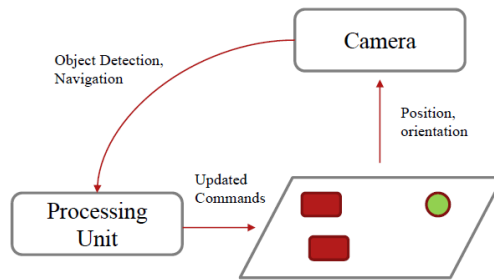 Camera
Object Detection,
Navigation
Position,
orientation
Updated
Commands
Processing
Unit